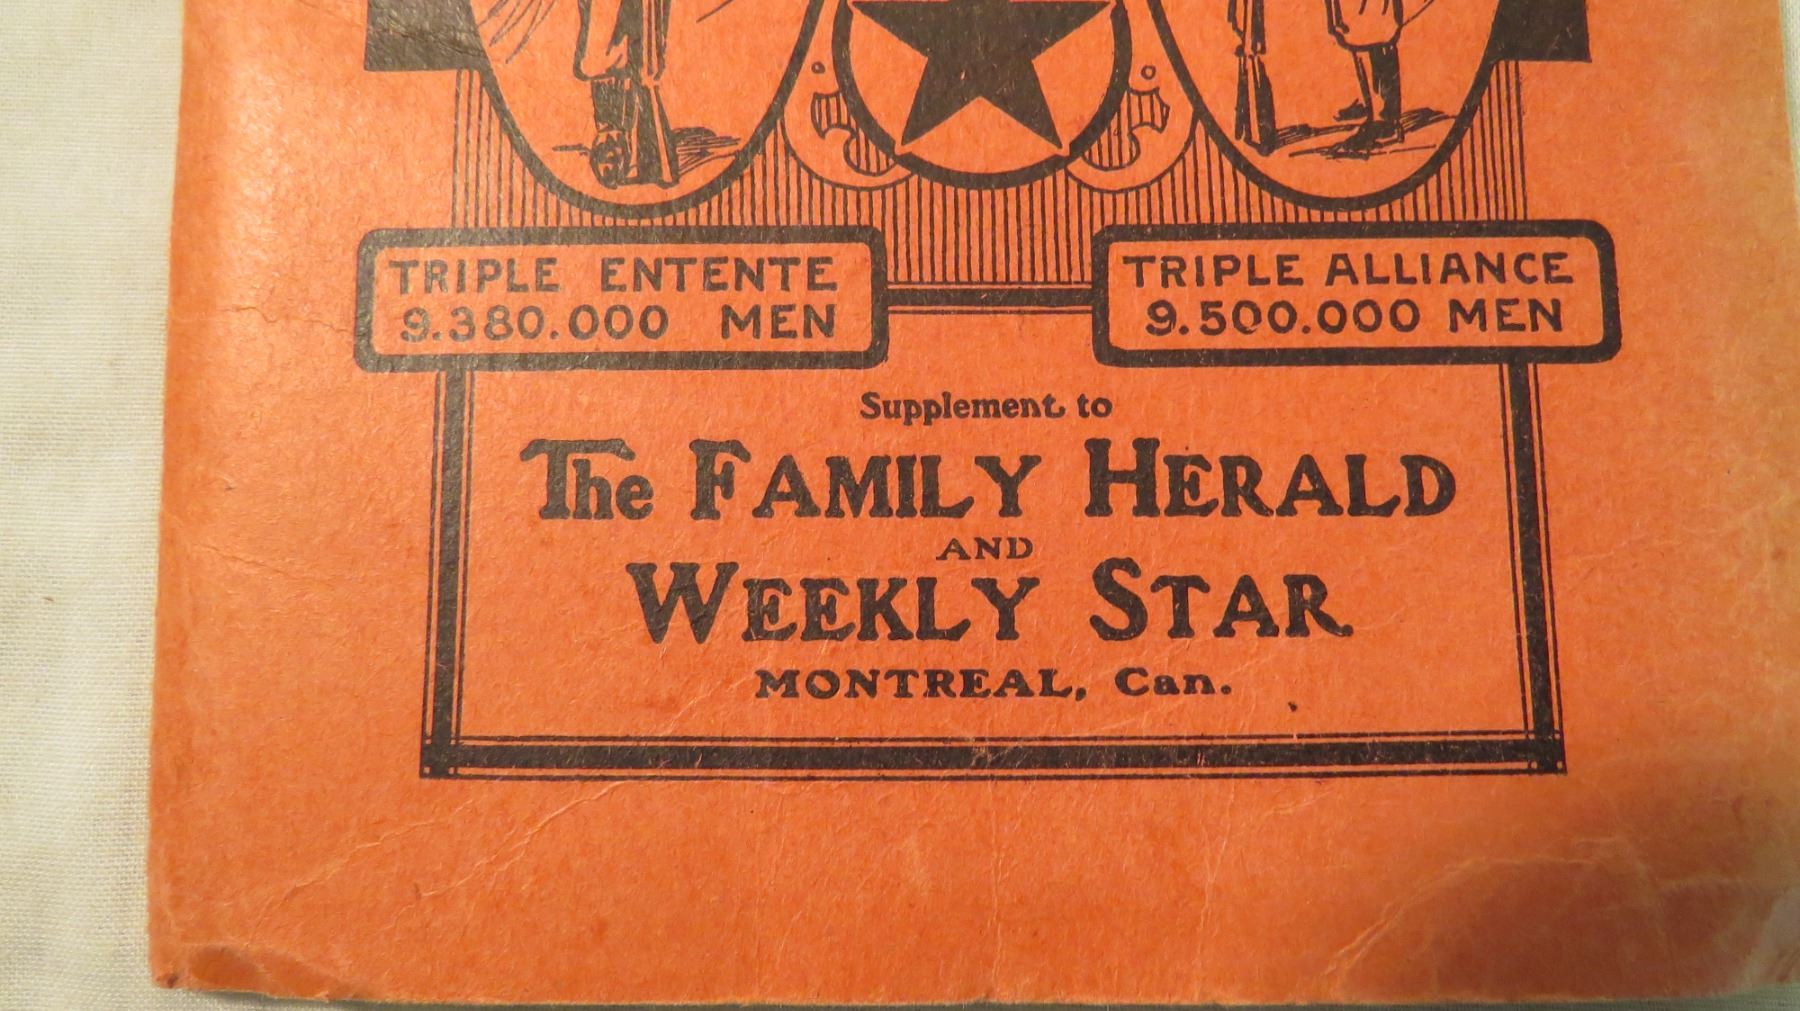 TRIPLE ENTENTE
9.380.000 MEN
TRIPLE ALLIANCE
9.500.000 MEN
Supplement to
The FAMILY HERALD
AND
WEEKLY STAR
MONTREAL, Can.